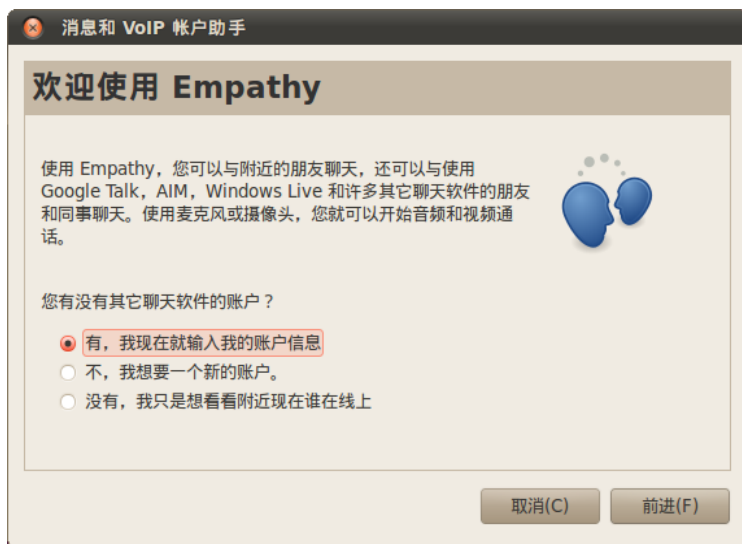 消息和 VoIP 帐户助手
欢迎使用 Empathy
使用 Empathy，您可以与附近的朋友聊天，还可以与使用
Google Talk，AIM，Windows Live 和许多其它聊天软件的朋友
和同事聊天。使用麦克风或摄像头，您就可以开始音频和视频通
话。
您有没有其它聊天软件的账户？
有，我现在就输入我的账户信息
不，我想要一个新的账户。
没有，我只是想看看附近现在谁在线上
取消(C)
前进(F)